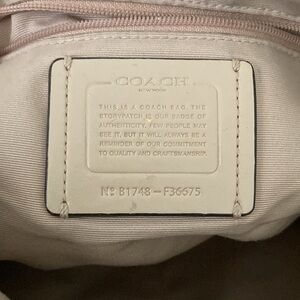 COACH
NEW YORK
THIS IS A COACH BAG. THE
STORYPATCH IS OUR BADGE OF
AUTHENTICITY. FEW PEOPLE MAY
SEE IT, BUT IT WILL ALWAYS BE A
REMINDER OF OUR COMMITMENT
TO QUALITY AND CRAFTSMANSHIP.
Nº B1748-F36675